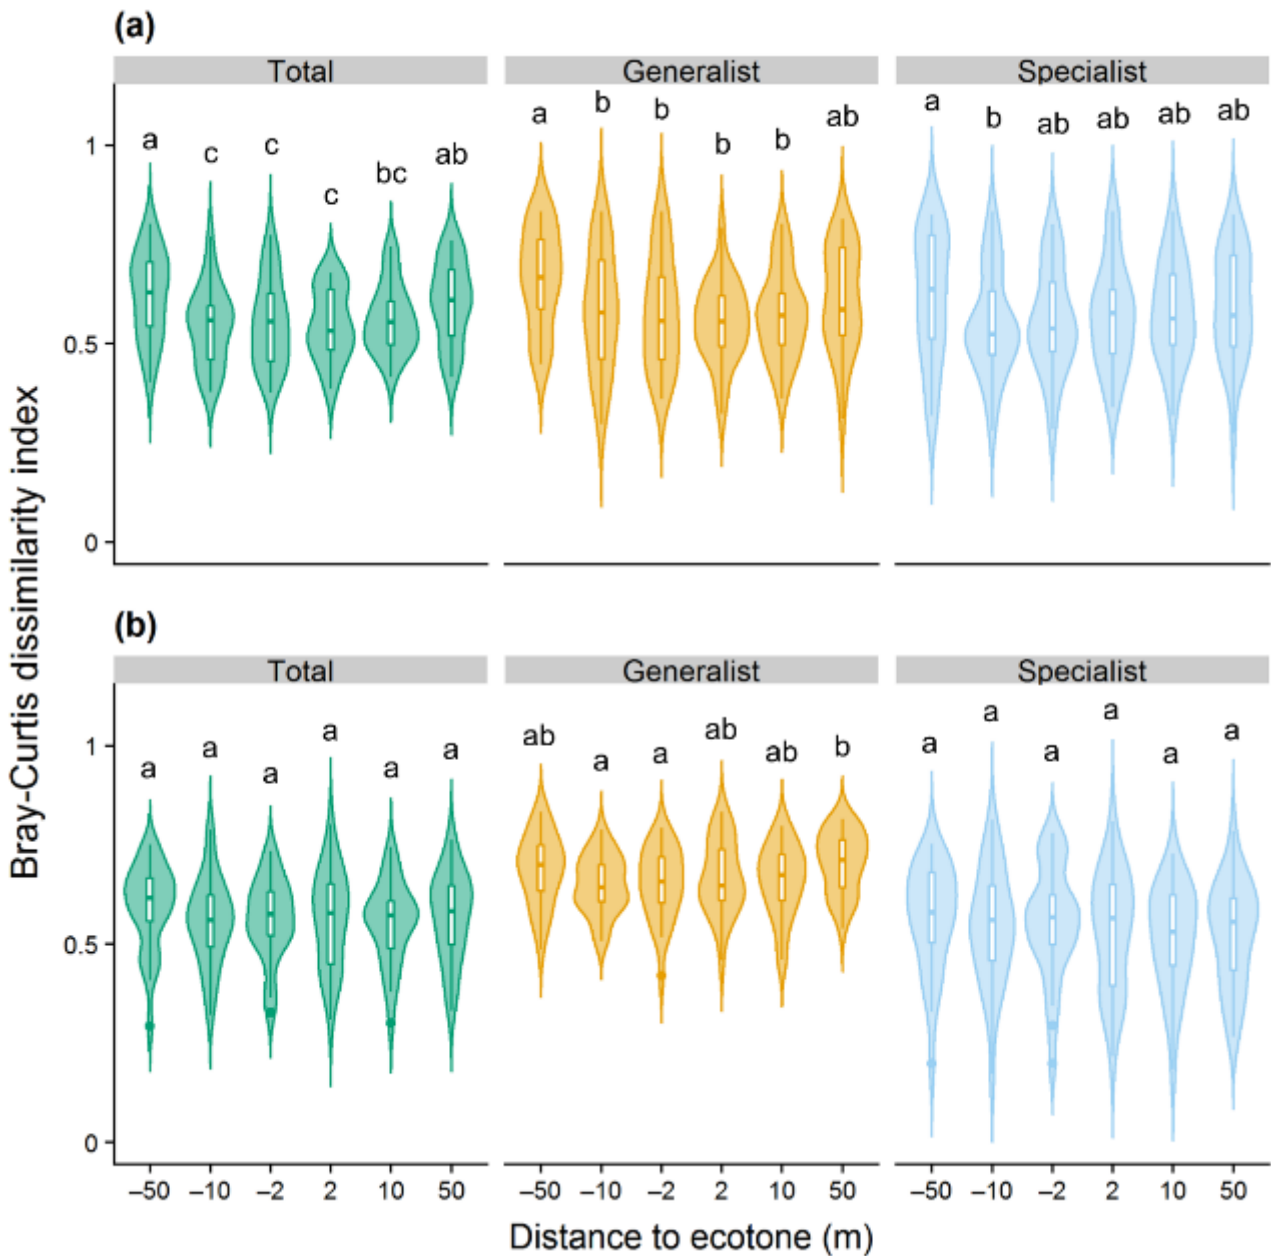 (a)
Total Generalist Specialist
a c c c bc ab a b b b b ab a b ab ab ab ab
1
0.5
0
Bray-Curtis dissimilarity index
(b)
Total Generalist Specialist
a a a a a a ab a a ab ab b a a a a a a
1
0.5
0
–50 –10 –2 2 10 50 –50 –10 –2 2 10 50 –50 –10 –2 2 10 50
Distance to ecotone (m)